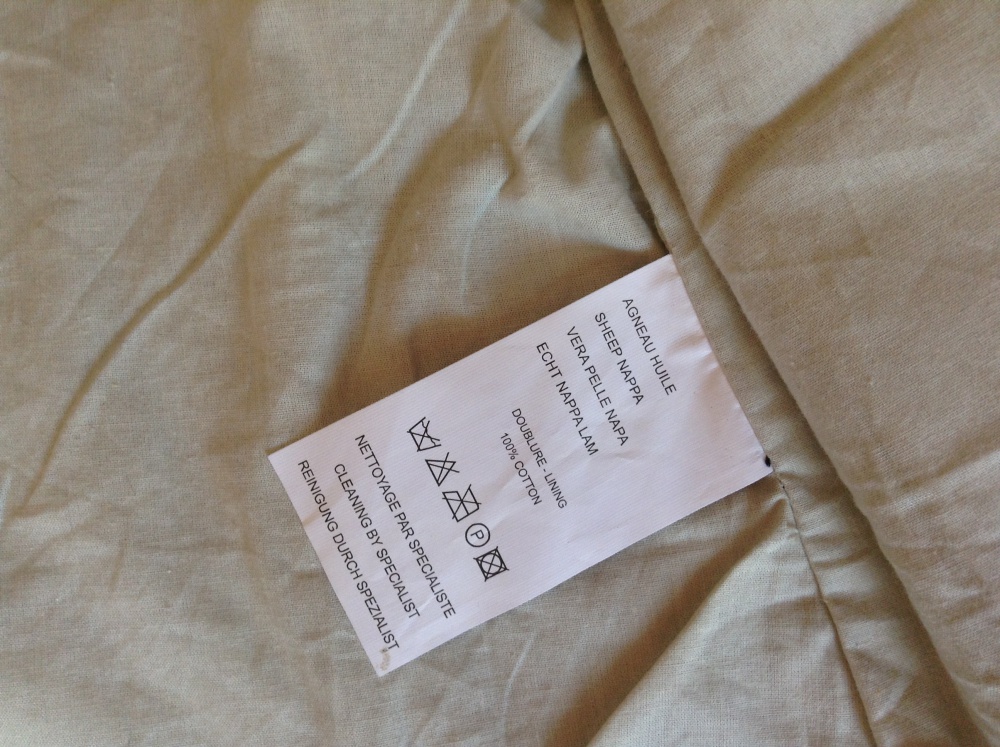 AGNEAU HUILE
SHEEP NAPPA
VERA PELLE NAPA
ECHT NAPPA LAM
DOUBLURE - LINING
100% COTTON
P
NETTOYAGE PAR SPECIALISTE
CLEANING BY SPECIALIST
REINIGUNG DURCH SPEZIALIST